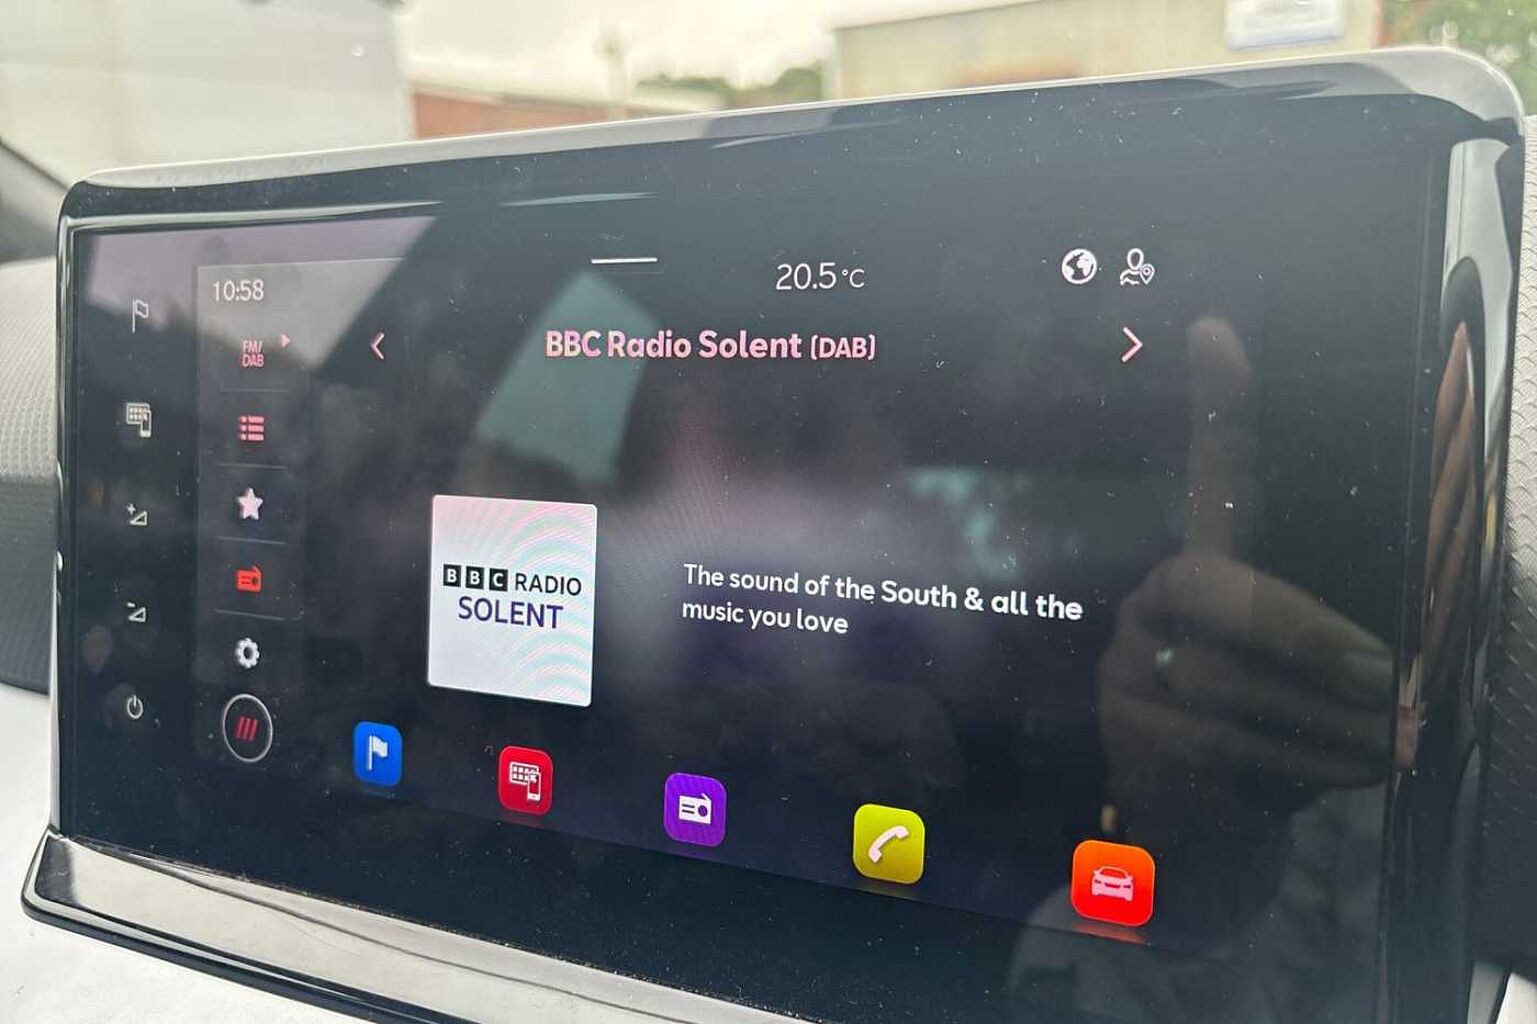 10:58
20.5°C
FM/
DAB
BBC Radio Solent (DAB)
BBC RADIO
SOLENT
The sound of the South & all the
music you love